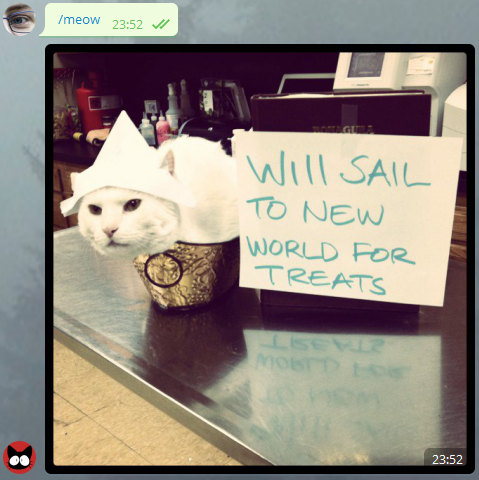 /meow 23:52
WIll SAIL
TO NEW
WORLD FOR
TREATS
23:52